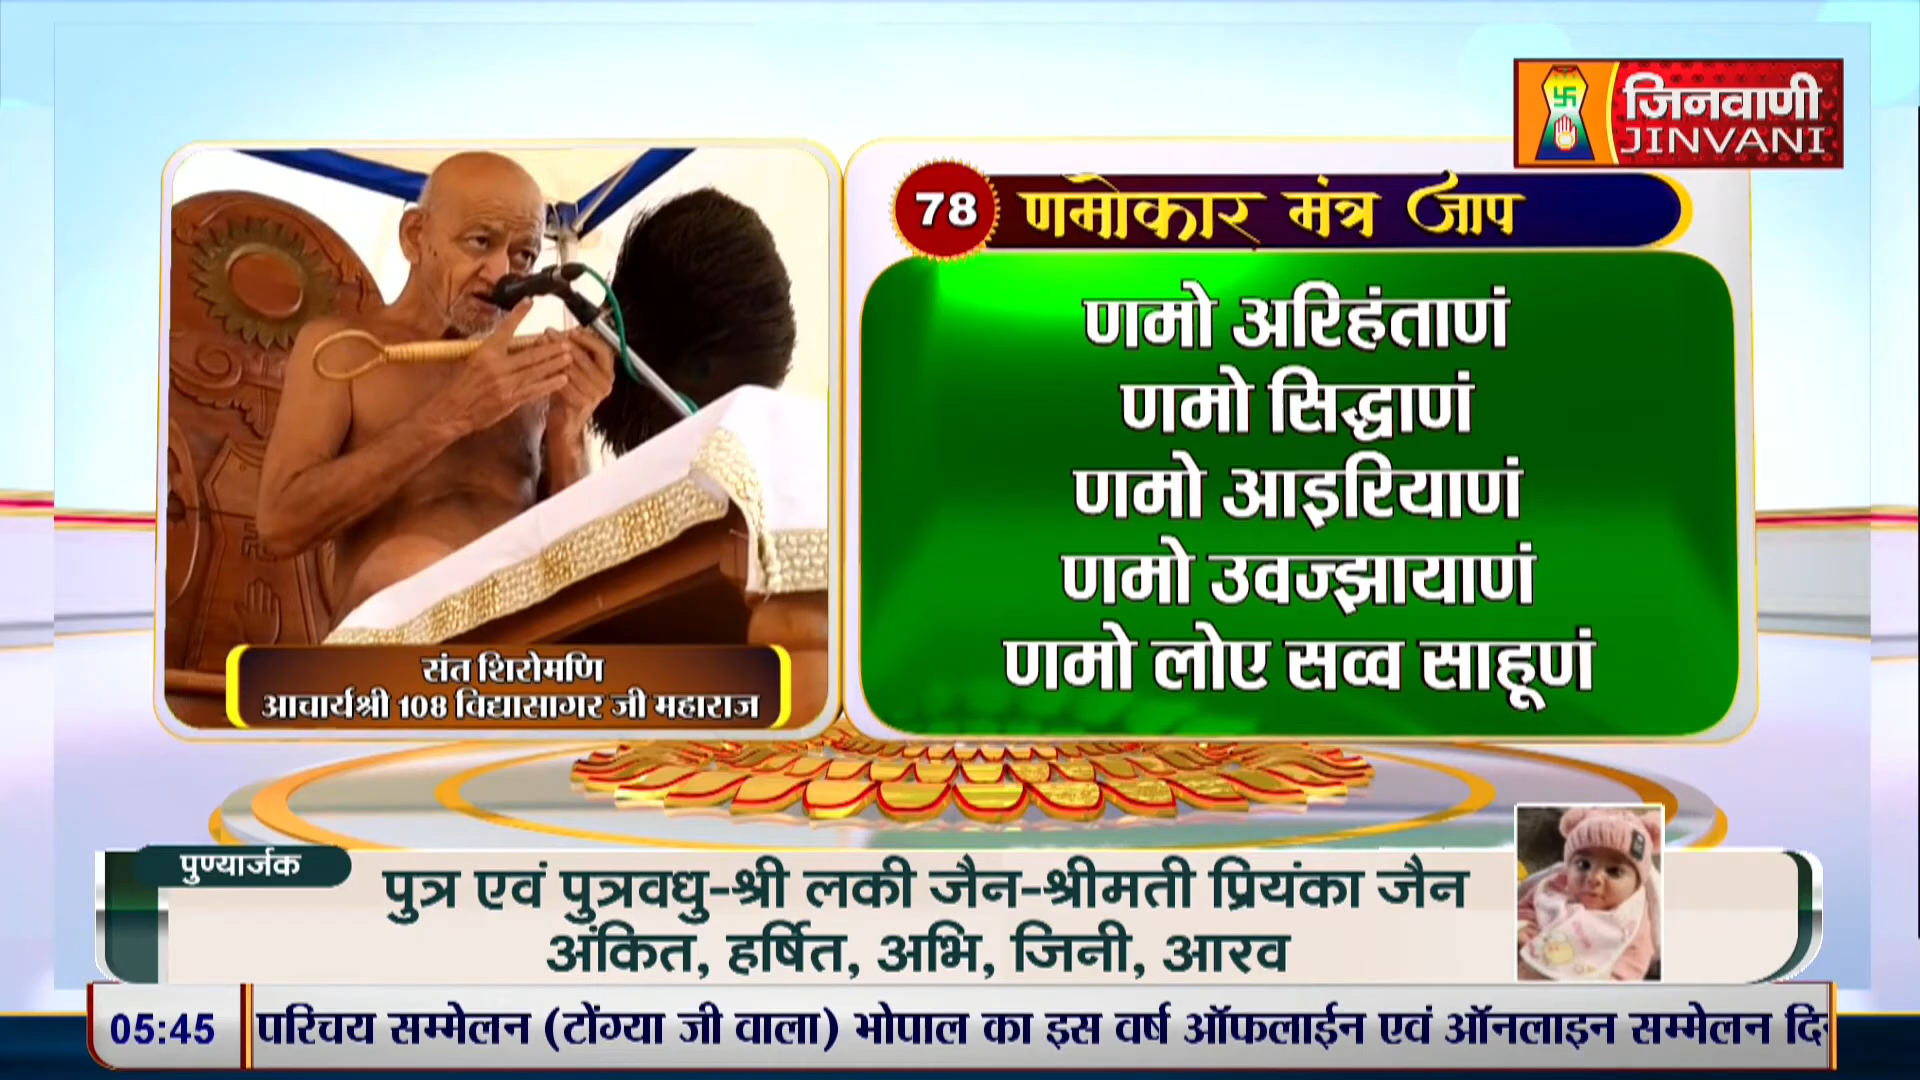 जिनवाणी
JINVANI
78 णमोकार मंत्र जाप
णमो अरिहंताणं
णमो सिद्धाणं
णमो आइरियाणं
णमो उवज्झायाणं
णमो लोए सव्व साहूणं
संत शिरोमणि
आचार्यश्री 108 विद्यासागर जी महाराज
पुण्यार्जक
पुत्र एवं पुत्रवधु-श्री लकी जैन-श्रीमती प्रियंका जैन
अंकित, हर्षित, अभि, जिनी, आरव
05:45 परिचय सम्मेलन (टोंग्या जी वाला) भोपाल का इस वर्ष ऑफलाईन एवं ऑनलाइन सम्मेलन